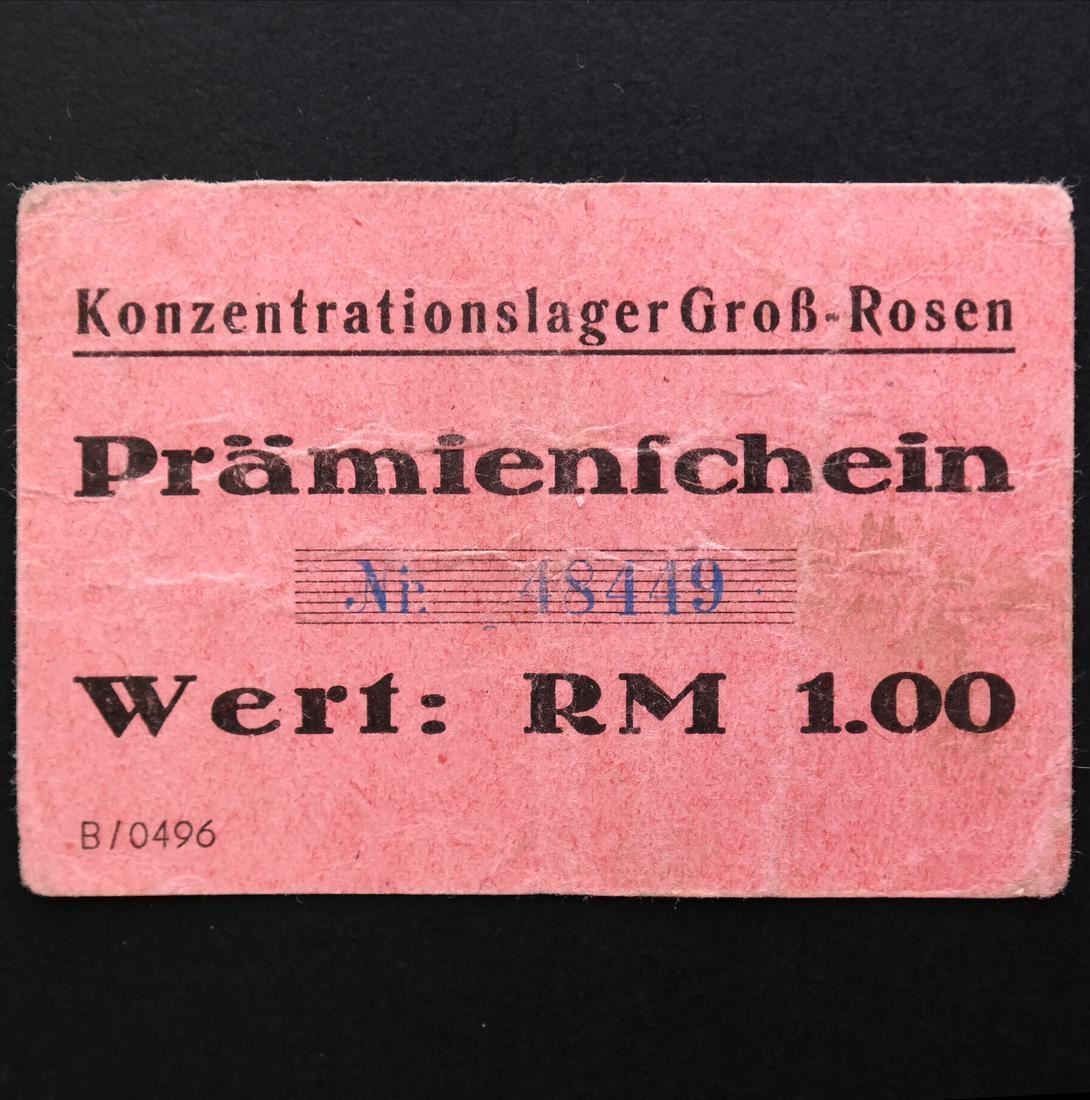 Konzentrationslager Groß-Rosen
Prämienſchein
Nr. 48449
Wert: RM 1.00
B/0496